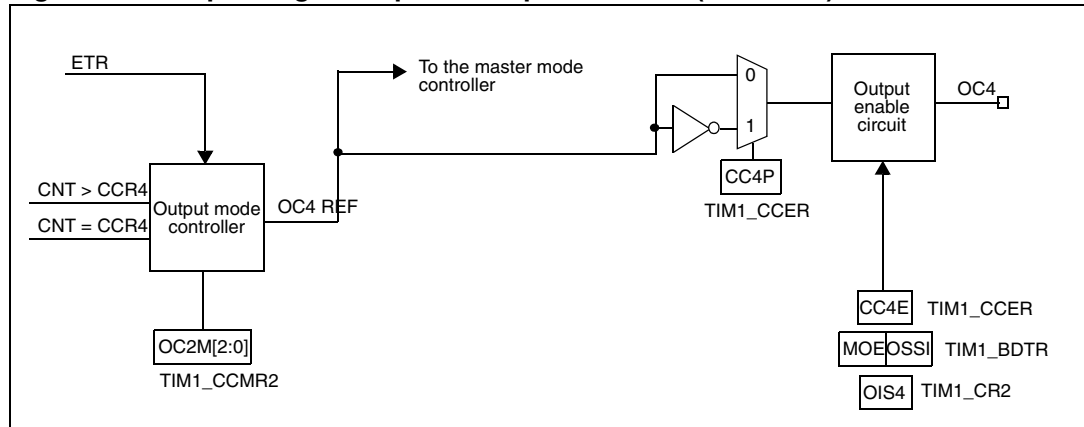 ETR
To the master mode
controller
0
1
Output
enable
circuit
OC4
CNT > CCR4
CNT = CCR4
Output mode
controller
OC4 REF
CC4P
TIM1_CCER
OC2M[2:0]
TIM1_CCMR2
CC4E TIM1_CCER
MOE OSSI TIM1_BDTR
OIS4 TIM1_CR2